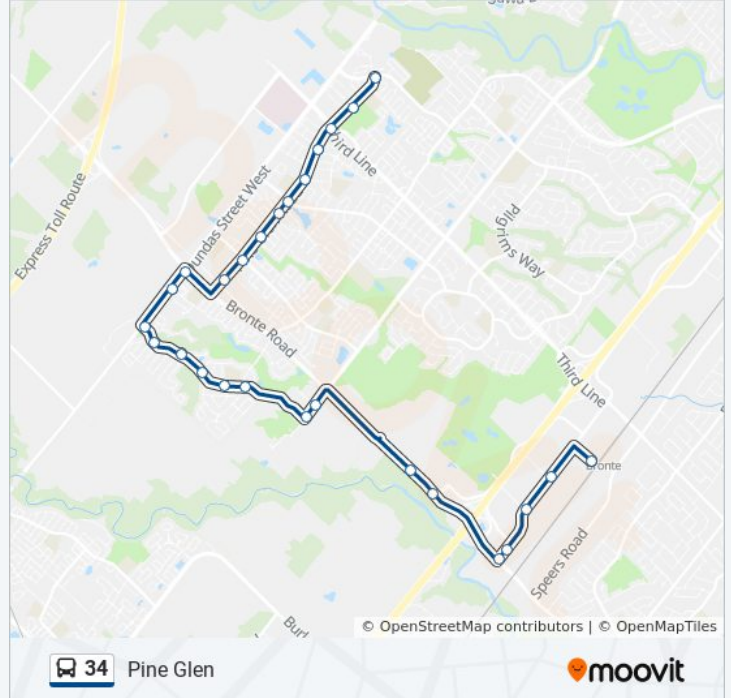 Third Line
Dundas Street West
Express Toll Route
Pilgrims Way
Bronte Road
Third Line
Bronte
Speers Road
© OpenStreetMap contributors | © OpenMapTiles
34 Pine Glen
moovit